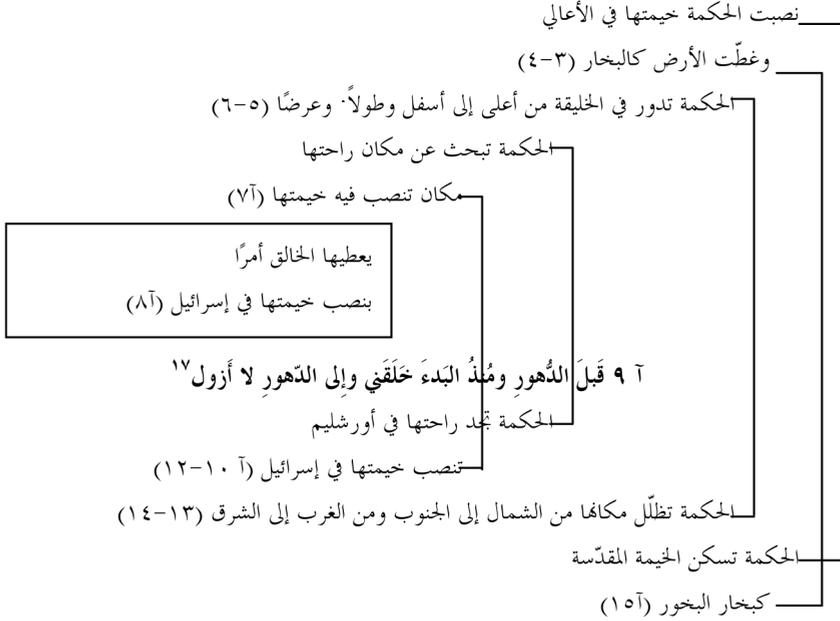 نصبت الحكمة خيمتها في الأعالي
وغطّت الأرض كالبخار (٣-٤)
الحكمة تدور في الخليقة من أعلى إلى أسفل وطولاً. وعرضًا (٥-٦)
الحكمة تبحث عن مكان راحتها
مكان تنصب فيه خيمتها (آ٧)
يعطيها الخالق أمرًا
بنصب خيمتها في إسرائيل (آ٨)
آ ٩ قَبلَ الدُّهورِ ومُنذُ البَدءَ خَلَقَني وإلى الدّهورِ لا أَزول١٧
الحكمة تجد راحتها في أورشليم
تنصب خيمتها في إسرائيل (آ ١٠-١٢)
الحكمة تظلّل مكانها من الشمال إلى الجنوب ومن الغرب إلى الشرق (١٣-١٤)
الحكمة تسكن الخيمة المقدّسة
كبخار البخور (آ١٥)